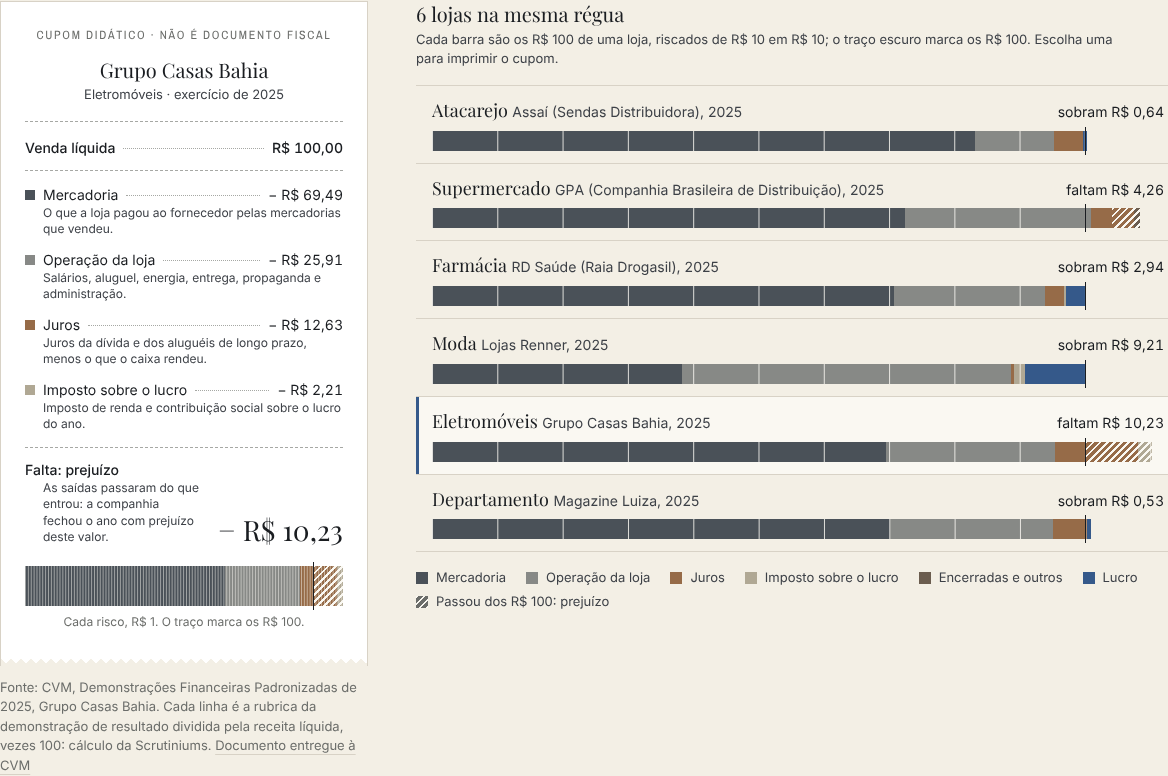 CUPOM DIDÁTICO · NÃO É DOCUMENTO FISCAL
Grupo Casas Bahia
Eletromóveis · exercício de 2025
Venda líquida R$ 100,00
Mercadoria − R$ 69,49
O que a loja pagou ao fornecedor pelas mercadorias
que vendeu.
Operação da loja − R$ 25,91
Salários, aluguel, energia, entrega, propaganda e
administração.
Juros − R$ 12,63
Juros da dívida e dos aluguéis de longo prazo,
menos o que o caixa rendeu.
Imposto sobre o lucro − R$ 2,21
Imposto de renda e contribuição social sobre o lucro
do ano.
Falta: prejuízo
As saídas passaram do que
entrou: a companhia
fechou o ano com prejuízo
deste valor.
− R$ 10,23
Cada risco, R$ 1. O traço marca os R$ 100.
Fonte: CVM, Demonstrações Financeiras Padronizadas de
2025, Grupo Casas Bahia. Cada linha é a rubrica da
demonstração de resultado dividida pela receita líquida,
vezes 100: cálculo da Scrutiniums. Documento entregue à
CVM
6 lojas na mesma régua
Cada barra são os R$ 100 de uma loja, riscados de R$ 10 em R$ 10; o traço escuro marca os R$ 100. Escolha uma
para imprimir o cupom.
Atacarejo Assaí (Sendas Distribuidora), 2025 sobram R$ 0,64
Supermercado GPA (Companhia Brasileira de Distribuição), 2025 faltam R$ 4,26
Farmácia RD Saúde (Raia Drogasil), 2025 sobram R$ 2,94
Moda Lojas Renner, 2025 sobram R$ 9,21
Eletromóveis Grupo Casas Bahia, 2025 faltam R$ 10,23
Departamento Magazine Luiza, 2025 sobram R$ 0,53
Mercadoria Operação da loja Juros Imposto sobre o lucro Encerradas e outros Lucro
Passou dos R$ 100: prejuízo